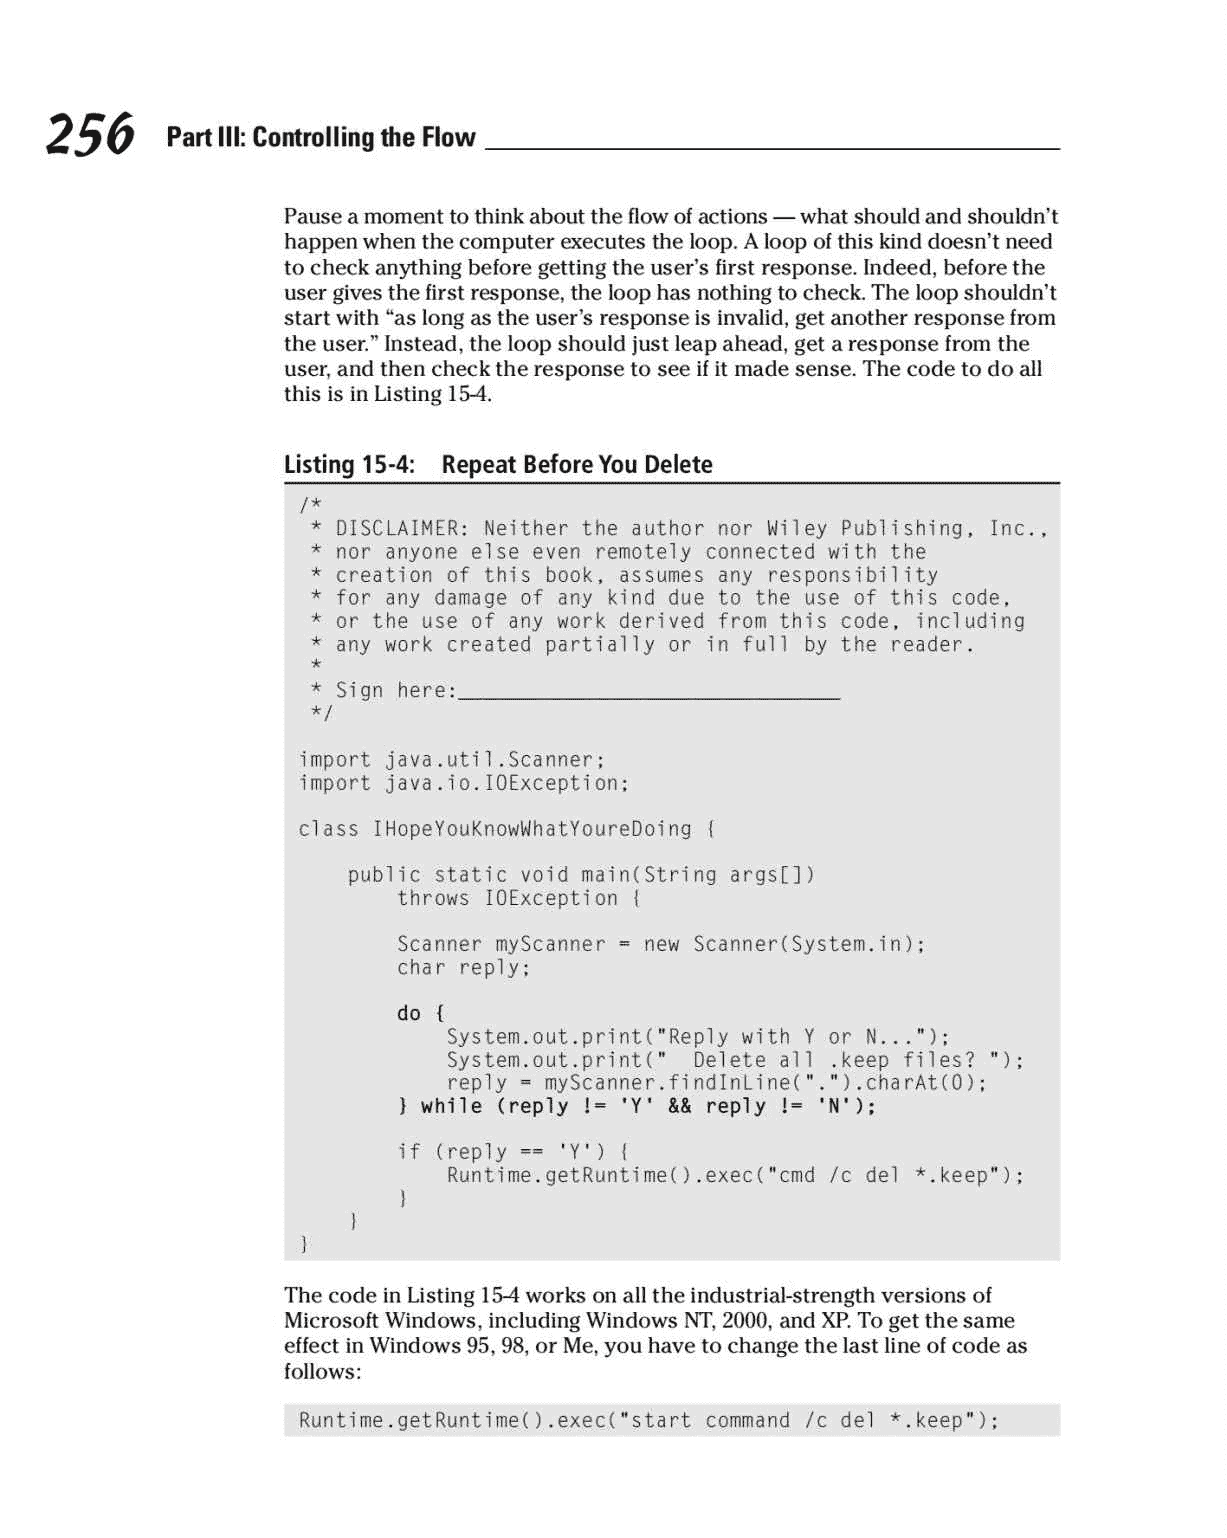 256 Part III: Controlling the Flow
Pause a moment to think about the flow of actions — what should and shouldn't
happen when the computer executes the loop. A loop of this kind doesn't need
to check anything before getting the user's first response. Indeed, before the
user gives the first response, the loop has nothing to check. The loop shouldn't
start with “as long as the user's response is invalid, get another response from
the user.” Instead, the loop should just leap ahead, get a response from the
user, and then check the response to see if it made sense. The code to do all
this is in Listing 15-4.
Listing 15-4: Repeat Before You Delete
/*
 * DISCLAIMER: Neither the author nor Wiley Publishing, Inc.,
 * nor anyone else even remotely connected with the
 * creation of this book, assumes any responsibility
 * for any damage of any kind due to the use of this code,
 * or the use of any work derived from this code, including
 * any work created partially or in full by the reader.
 *
 * Sign here:_______________________________
 */
import java.util.Scanner;
import java.io.IOException;
class IHopeYouKnowWhatYoureDoing {
    public static void main(String args[])
        throws IOException {
        Scanner myScanner = new Scanner(System.in);
        char reply;
        do {
            System.out.print("Reply with Y or N...");
            System.out.print("  Delete all .keep files? ");
            reply = myScanner.findInLine(".").charAt(0);
        } while (reply != 'Y' && reply != 'N');
        if (reply == 'Y') {
            Runtime.getRuntime().exec("cmd /c del *.keep");
        }
    }
}
The code in Listing 15-4 works on all the industrial-strength versions of
Microsoft Windows, including Windows NT, 2000, and XP. To get the same
effect in Windows 95, 98, or Me, you have to change the last line of code as
follows:
Runtime.getRuntime().exec("start command /c del *.keep");